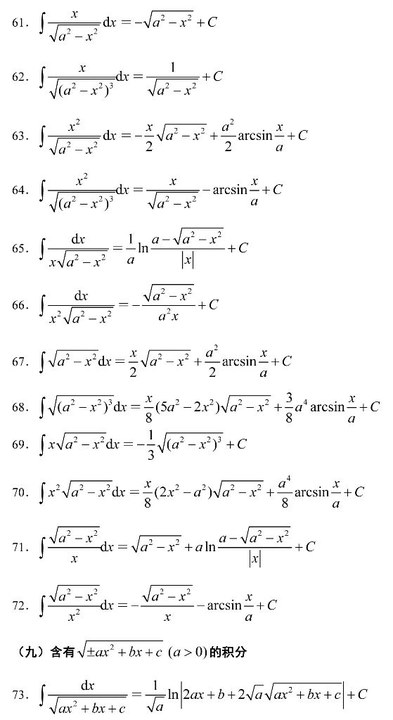 61. ∫ x/√(a² − x²) dx = −√(a² − x²) + C
62. ∫ x/√((a² − x²)³) dx = 1/√(a² − x²) + C
63. ∫ x²/√(a² − x²) dx = −(x/2)√(a² − x²) + (a²/2) arcsin(x/a) + C
64. ∫ x²/√((a² − x²)³) dx = x/√(a² − x²) − arcsin(x/a) + C
65. ∫ dx/(x√(a² − x²)) = (1/a) ln((a − √(a² − x²))/|x|) + C
66. ∫ dx/(x²√(a² − x²)) = −√(a² − x²)/(a²x) + C
67. ∫ √(a² − x²) dx = (x/2)√(a² − x²) + (a²/2) arcsin(x/a) + C
68. ∫ √((a² − x²)³) dx = (x/8)(5a² − 2x²)√(a² − x²) + (3/8)a⁴ arcsin(x/a) + C
69. ∫ x√(a² − x²) dx = −(1/3)√((a² − x²)³) + C
70. ∫ x²√(a² − x²) dx = (x/8)(2x² − a²)√(a² − x²) + (a⁴/8) arcsin(x/a) + C
71. ∫ √(a² − x²)/x dx = √(a² − x²) + a ln((a − √(a² − x²))/|x|) + C
72. ∫ √(a² − x²)/x² dx = −√(a² − x²)/x − arcsin(x/a) + C
（九）含有√(±ax² + bx + c) (a > 0)的积分
73. ∫ dx/√(ax² + bx + c) = (1/√a) ln|2ax + b + 2√a√(ax² + bx + c)| + C